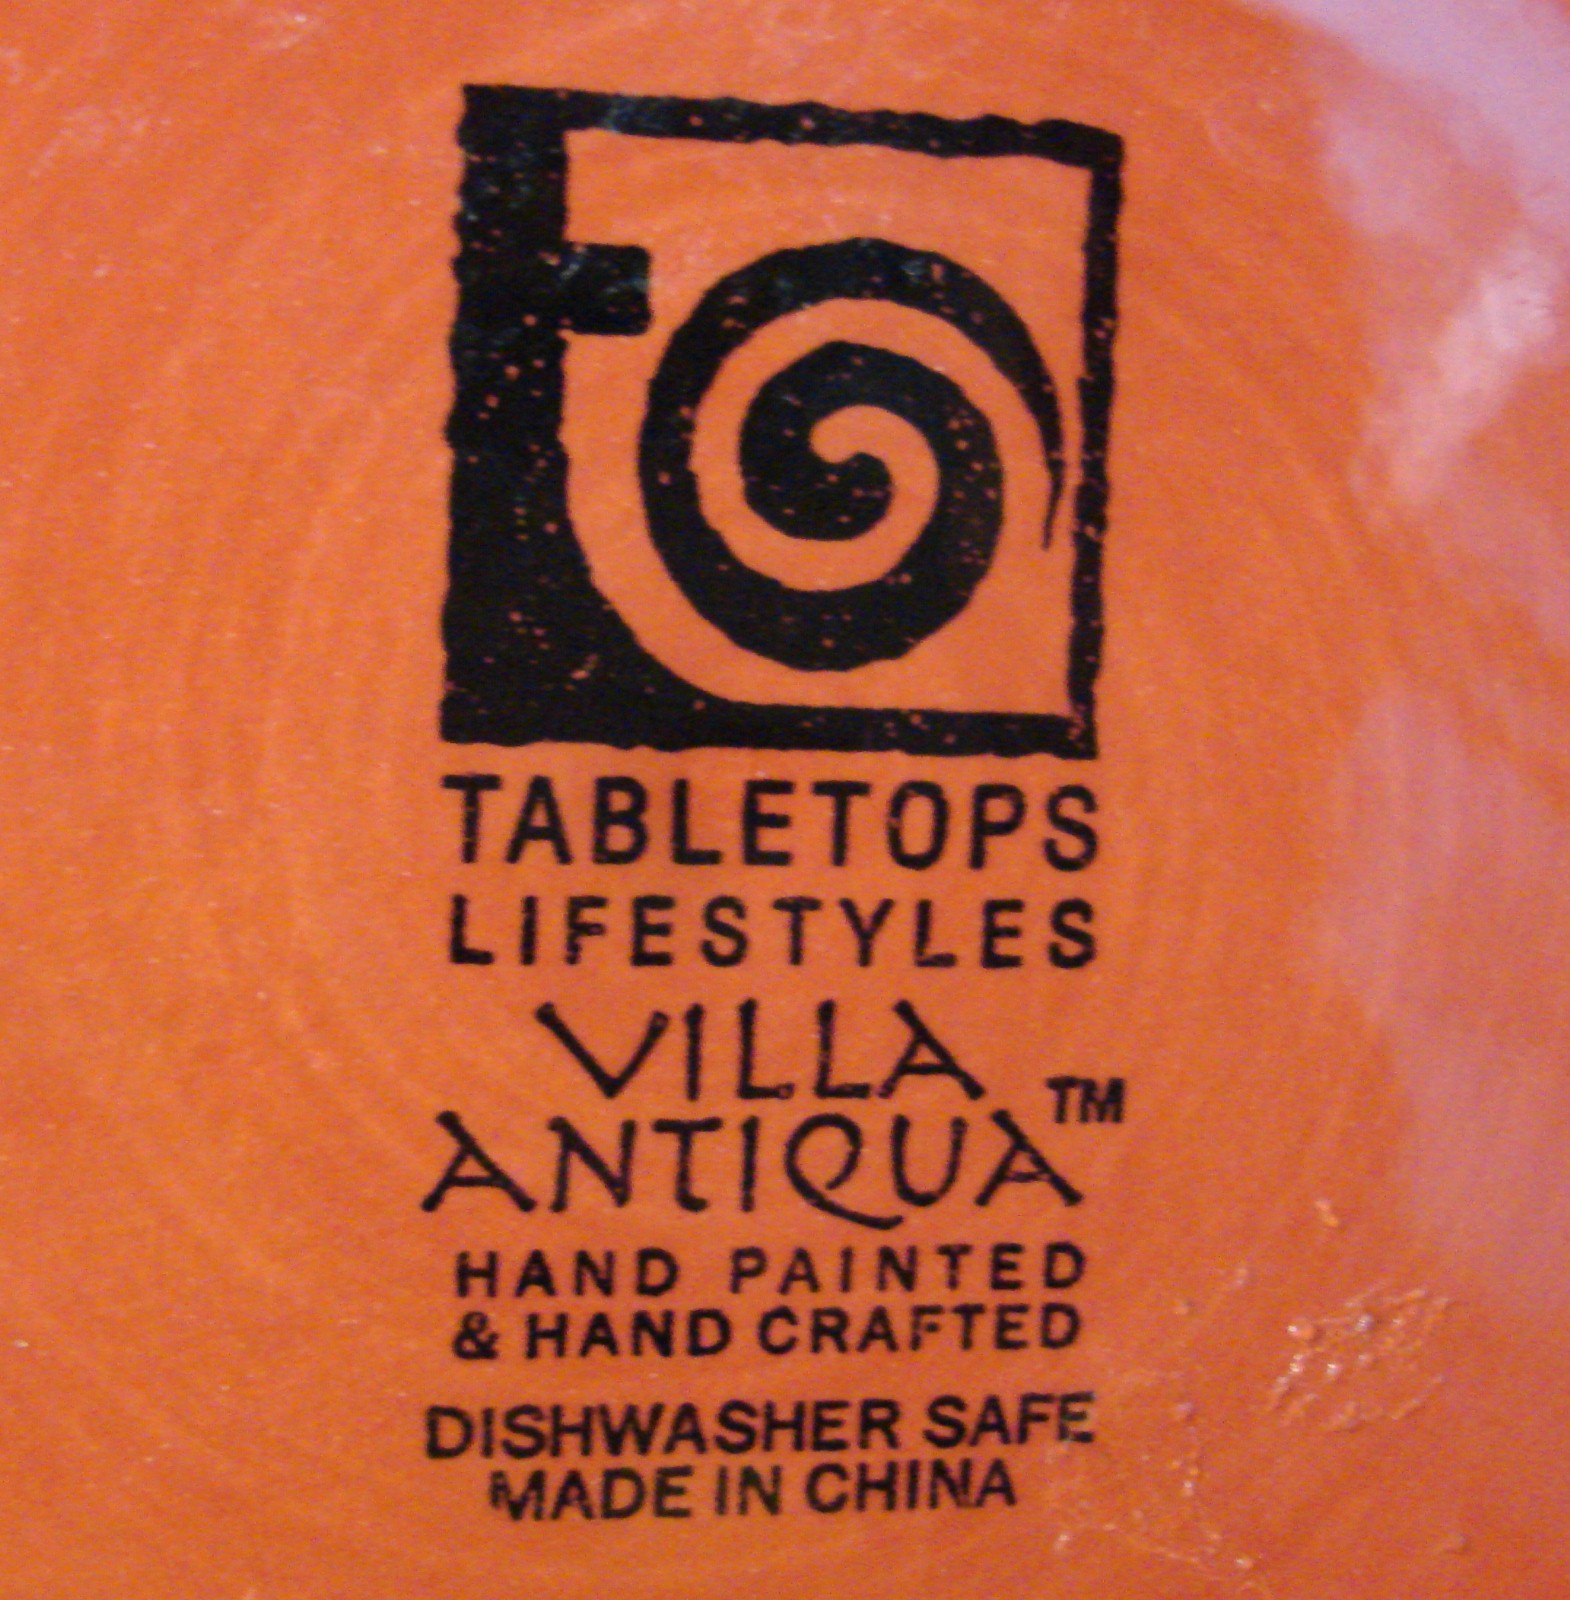 TABLETOPS
LIFESTYLES
VILLA
ANTIQUA™
HAND PAINTED
& HAND CRAFTED
DISHWASHER SAFE
MADE IN CHINA